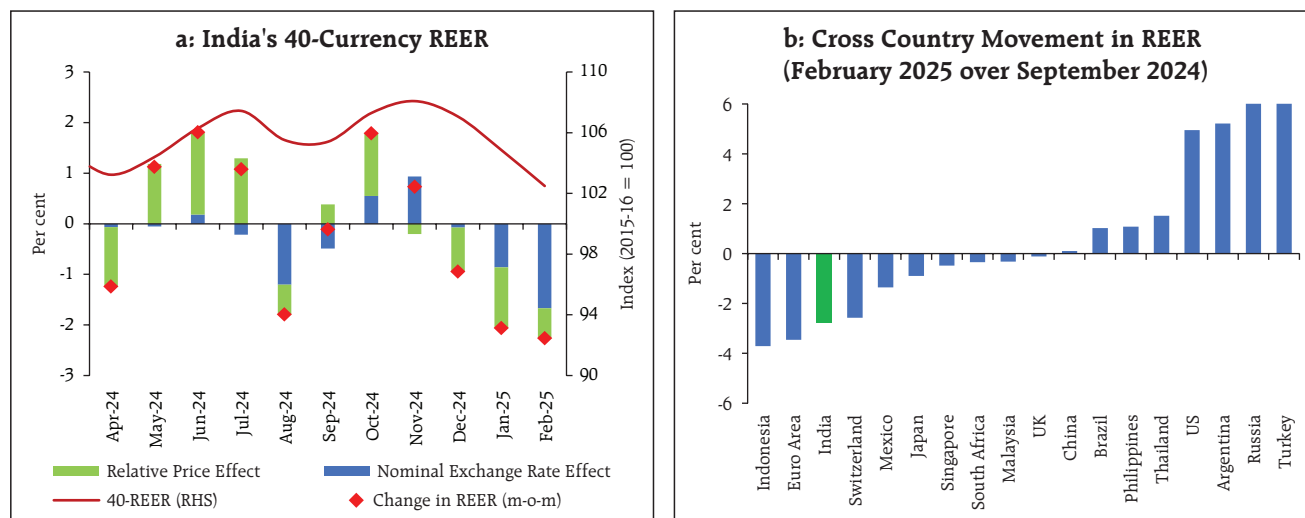 a: India's 40-Currency REER
3
2
1
0
-1
-2
-3
Per cent
110
106
102
98
94
90
Index (2015-16 = 100)
Apr-24
May-24
Jun-24
Jul-24
Aug-24
Sep-24
Oct-24
Nov-24
Dec-24
Jan-25
Feb-25
Relative Price Effect
Nominal Exchange Rate Effect
40-REER (RHS)
Change in REER (m-o-m)
b: Cross Country Movement in REER
(February 2025 over September 2024)
6
4
2
0
-2
-4
-6
Per cent
Indonesia
Euro Area
India
Switzerland
Mexico
Japan
Singapore
South Africa
Malaysia
UK
China
Brazil
Philippines
Thailand
US
Argentina
Russia
Turkey